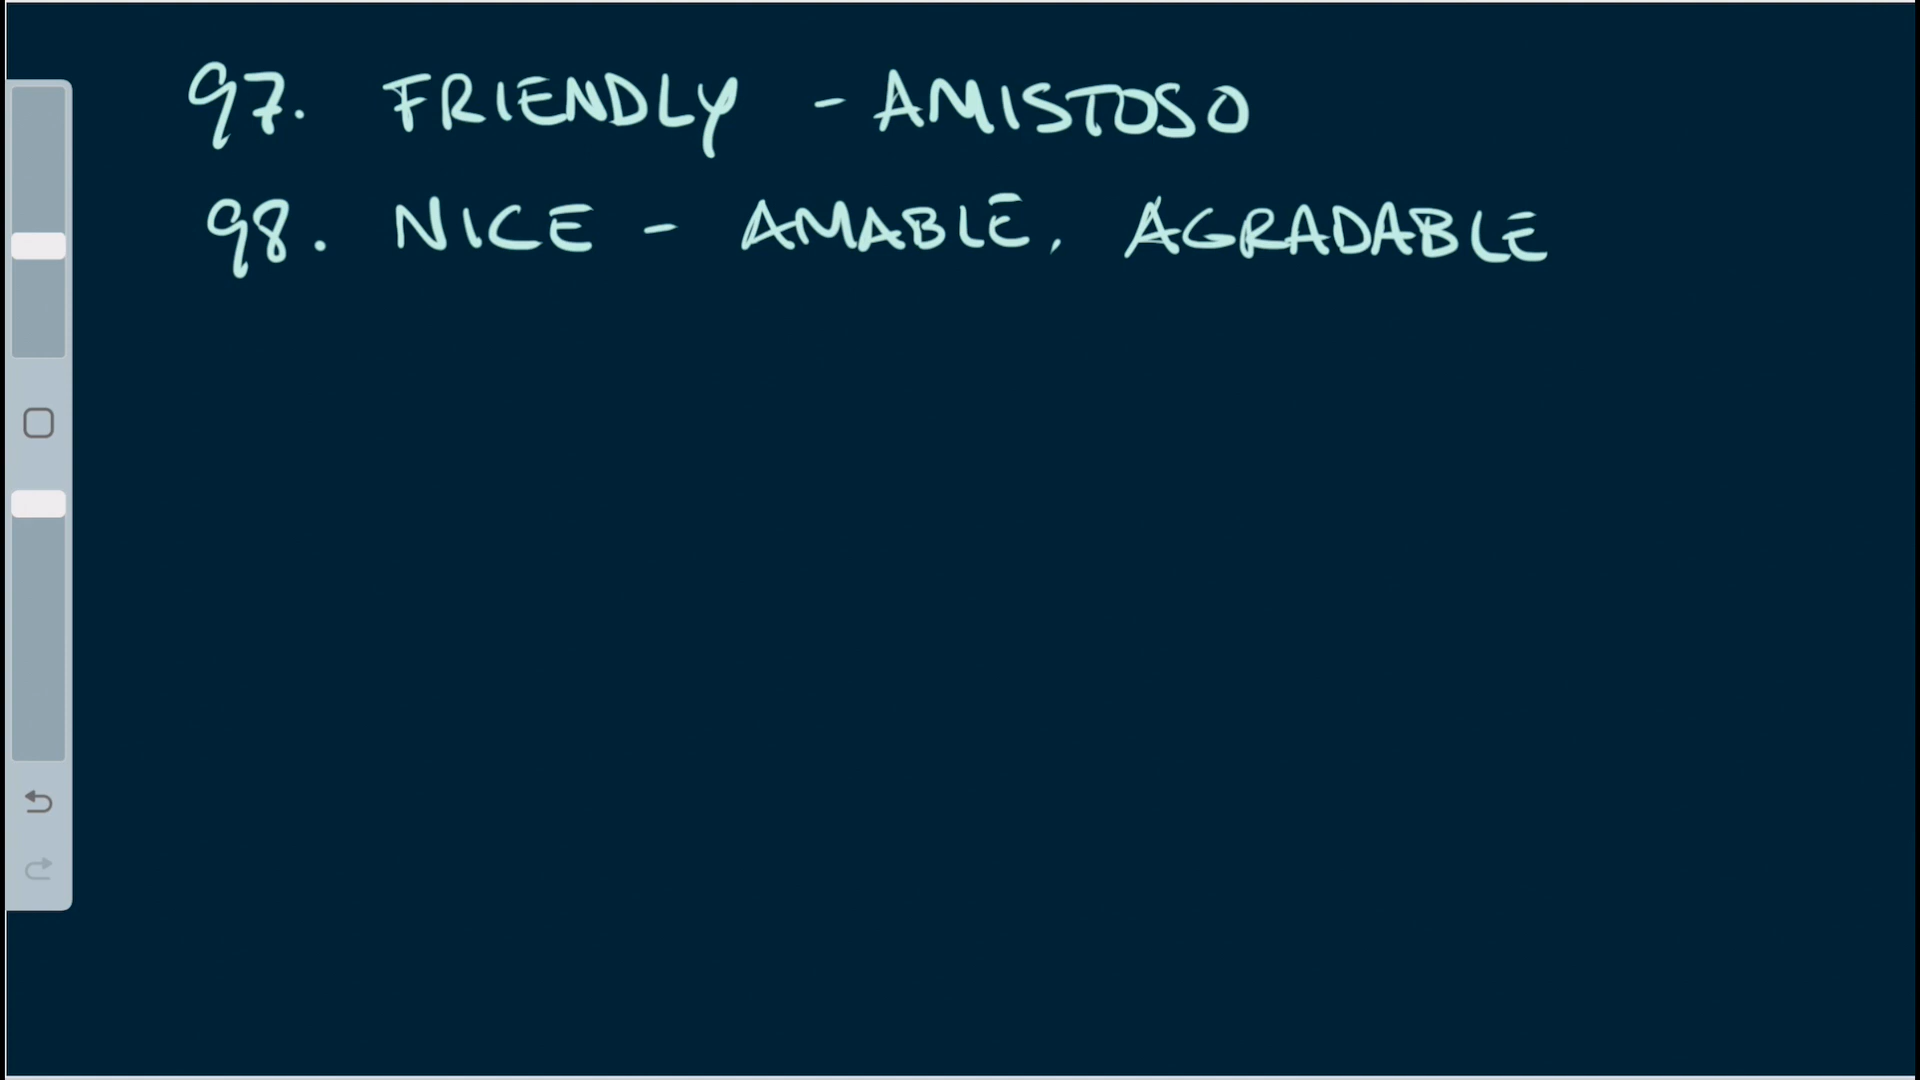 97. FRIENDLY - AMISTOSO
98. NICE - AMABLE, AGRADABLE